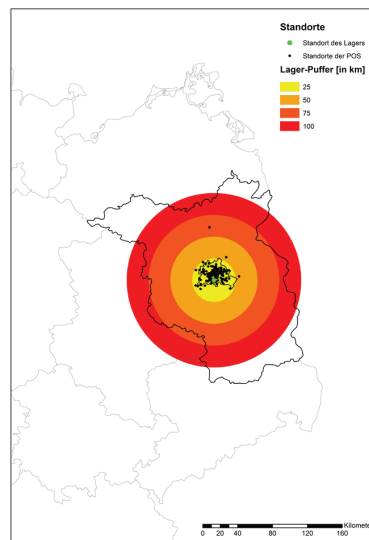 Standorte
Standort des Lagers
Standorte der POS
Lager-Puffer [in km]
25
50
75
100
Kilometer
0 20 40 80 120 160